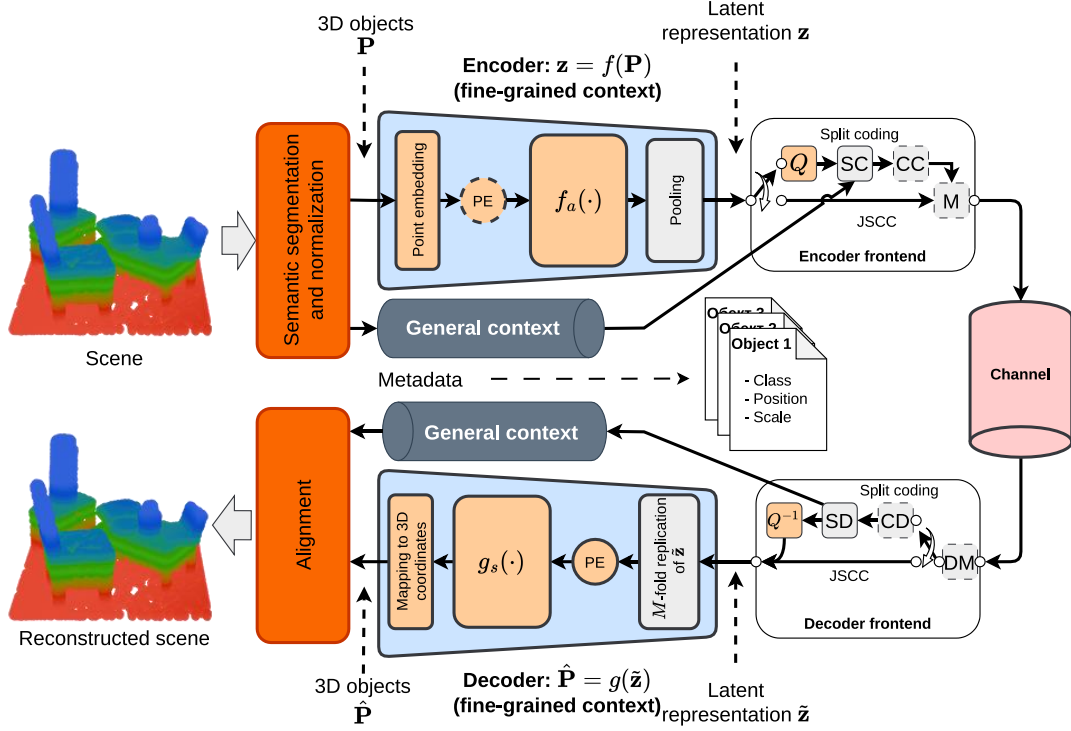 3D objects
P
Latent
representation z
Encoder: z = f(P)
(fine-grained context)
Semantic segmentation
and normalization
Point embedding
PE
f_a(·)
Pooling
Split coding
Q
SC
CC
M
JSCC
Encoder frontend
Scene
General context
Metadata
Object 1
- Class
- Position
- Scale
Channel
General context
Alignment
Mapping to 3D
coordinates
g_s(·)
PE
M-fold replication
of z̃
Split coding
Q⁻¹
SD
CD
DM
JSCC
Decoder frontend
Reconstructed scene
3D objects
P̂
Decoder: P̂ = g(z̃)
(fine-grained context)
Latent
representation z̃